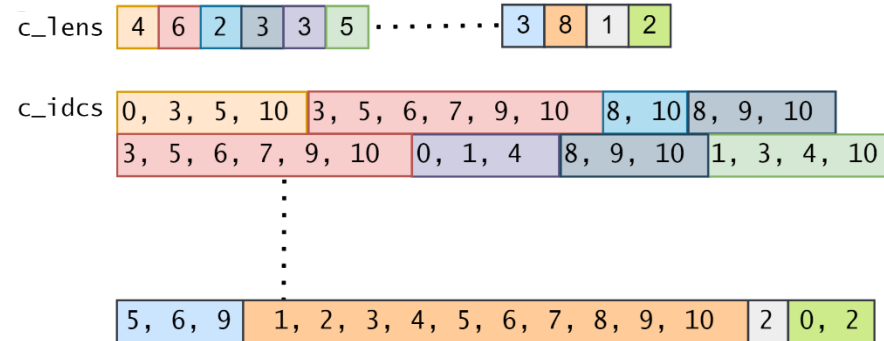 c_lens 4 6 2 3 3 5 3 8 1 2
c_idcs 0, 3, 5, 10 3, 5, 6, 7, 9, 10 8, 10 8, 9, 10
3, 5, 6, 7, 9, 10 0, 1, 4 8, 9, 10 1, 3, 4, 10
5, 6, 9 1, 2, 3, 4, 5, 6, 7, 8, 9, 10 2 0, 2